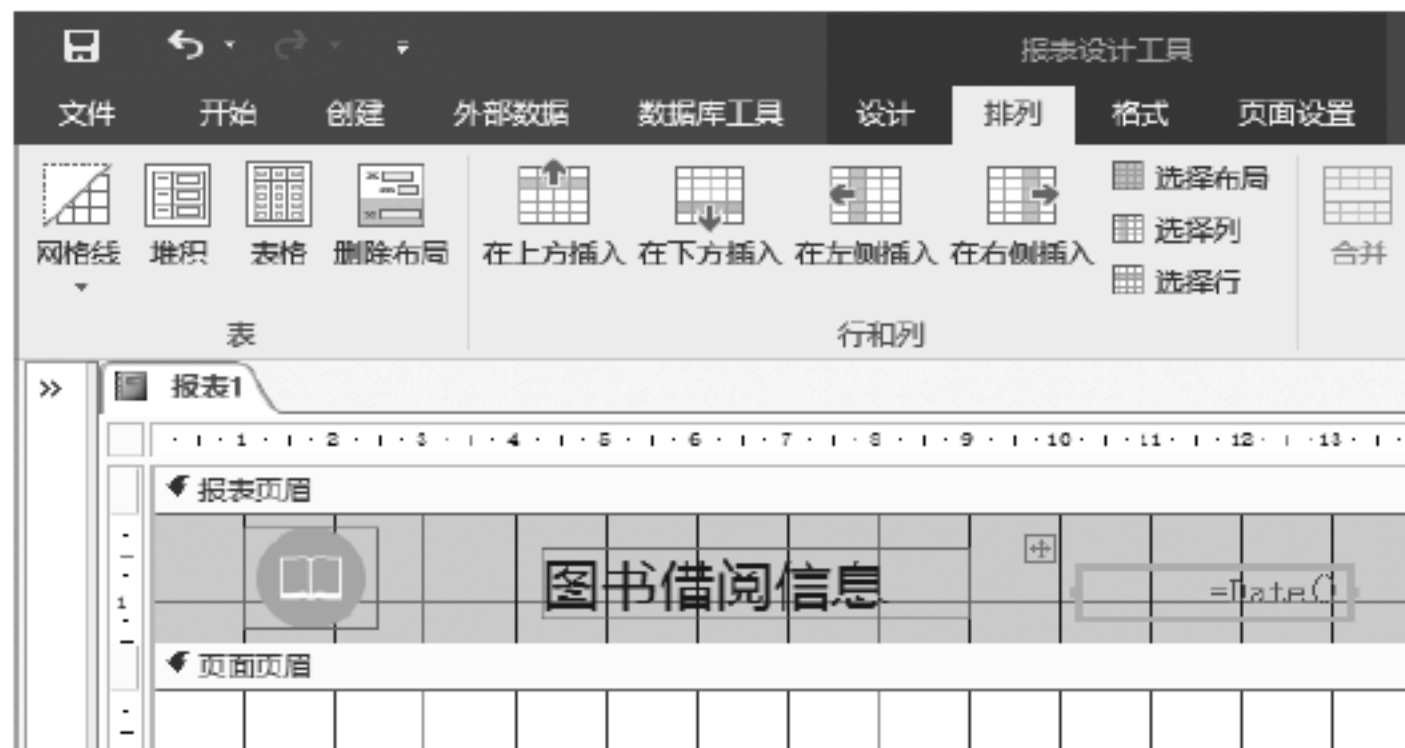 报表设计工具
文件 开始 创建 外部数据 数据库工具 设计 排列 格式 页面设置
网格线 堆积 表格 删除布局 在上方插入 在下方插入 在左侧插入 在右侧插入 选择布局 选择列 选择行 合并
表 行和列
报表1
1 2 3 4 5 6 7 8 9 10 11 12 13
报表页眉
1
图书借阅信息 =Date()
页面页眉